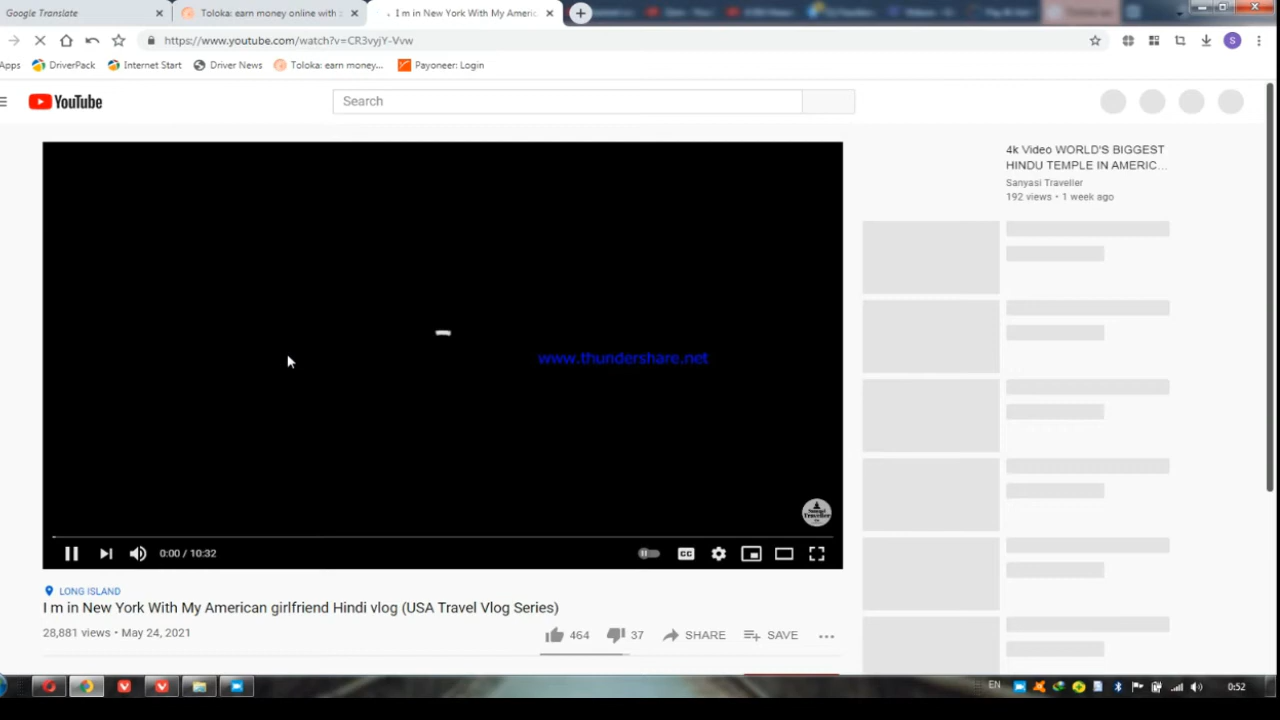 Google Translate
Toloka: earn money online with
I m in New York With My Americ
https://www.youtube.com/watch?v=CR3vyjY-Vvw
S
Apps
DriverPack
Internet Start
Driver News
Toloka: earn money...
Payoneer: Login
YouTube
Search
4k Video WORLD'S BIGGEST
HINDU TEMPLE IN AMERIC...
Sanyasi Traveller
192 views • 1 week ago
www.thundershare.net
0:00 / 10:32
CC
LONG ISLAND
I m in New York With My American girlfriend Hindi vlog (USA Travel Vlog Series)
28,881 views • May 24, 2021
464
37
SHARE
SAVE
EN
0:52